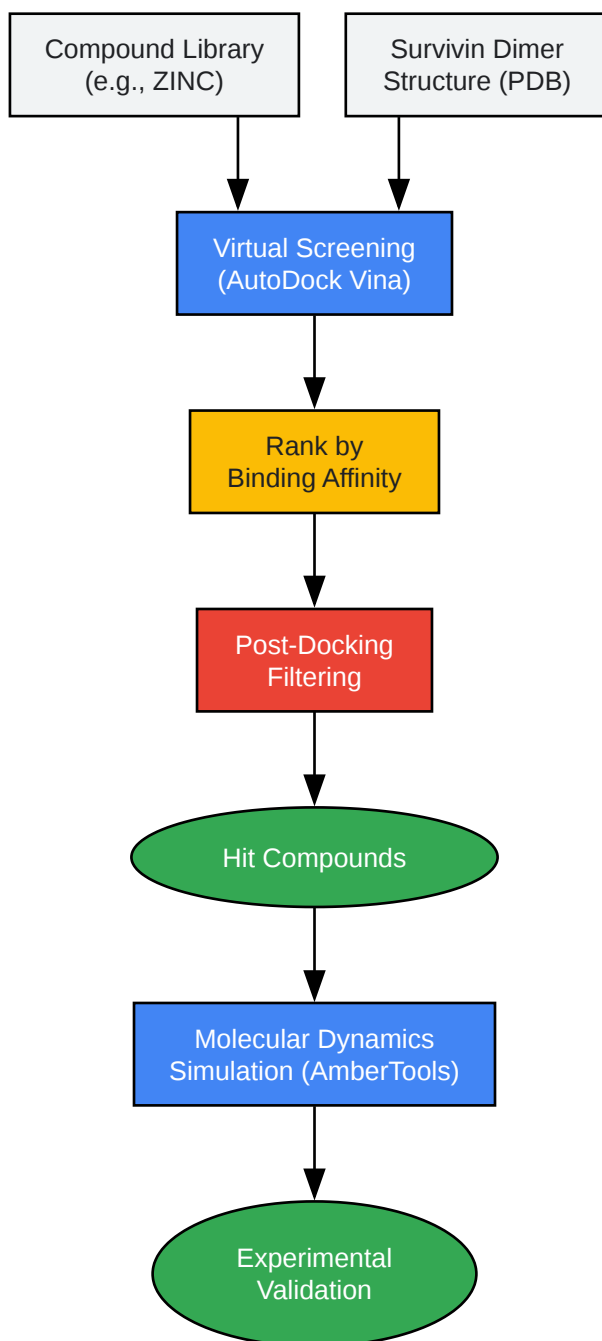 Compound Library
(e.g., ZINC)
Survivin Dimer
Structure (PDB)
Virtual Screening
(AutoDock Vina)
Rank by
Binding Affinity
Post-Docking
Filtering
Hit Compounds
Molecular Dynamics
Simulation (AmberTools)
Experimental
Validation